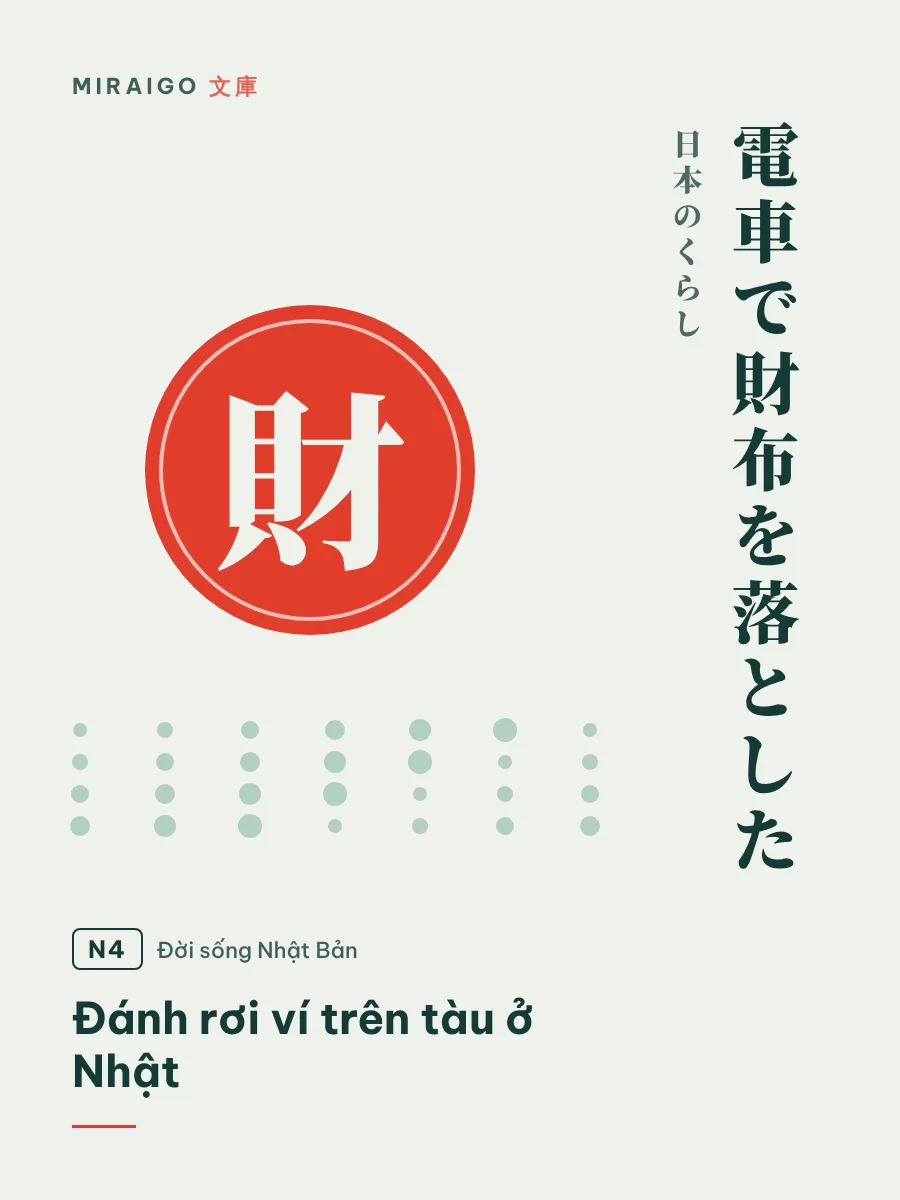 MIRAIGO 文庫
電車で財布を落とした
日本のくらし
財
N4 Đời sống Nhật Bản
Đánh rơi ví trên tàu ở
Nhật